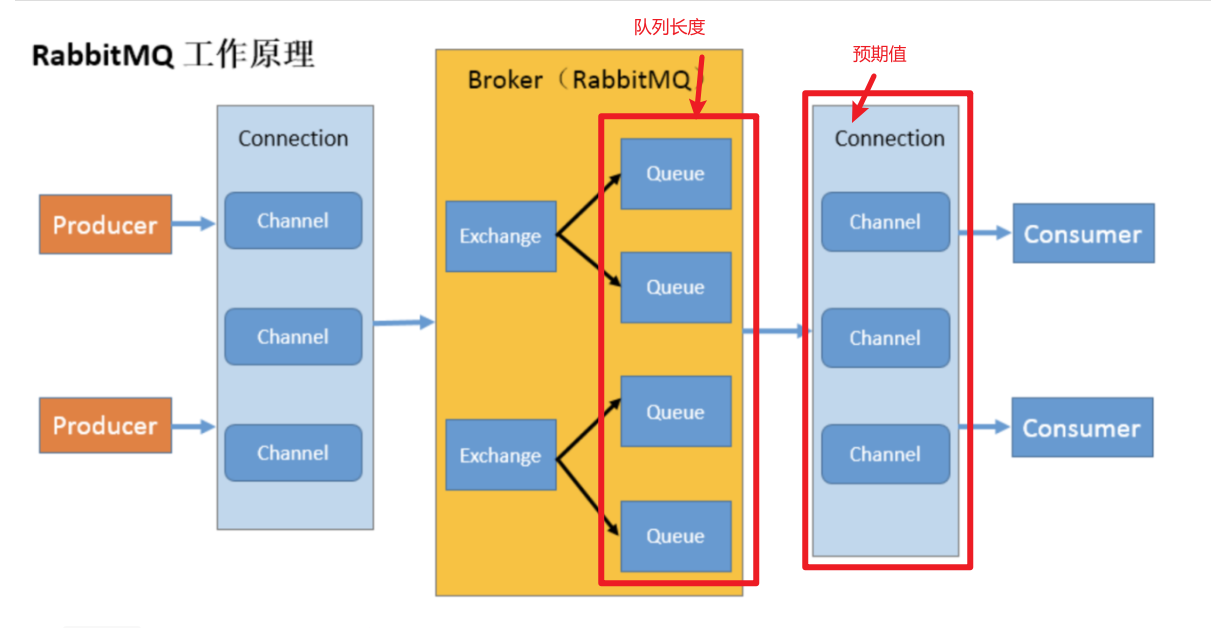 队列长度
预期值
RabbitMQ 工作原理
Broker（RabbitMQ）
Connection
Connection
Channel
Channel
Channel
Producer
Producer
Exchange
Exchange
Queue
Queue
Queue
Queue
Channel
Channel
Channel
Consumer
Consumer